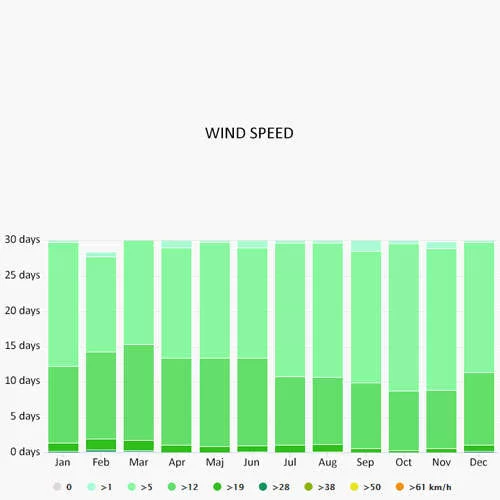 WIND SPEED
30 days
25 days
20 days
15 days
10 days
5 days
0 days
Jan Feb Mar Apr Maj Jun Jul Aug Sep Oct Nov Dec
0 >1 >5 >12 >19 >28 >38 >50 >61 km/h